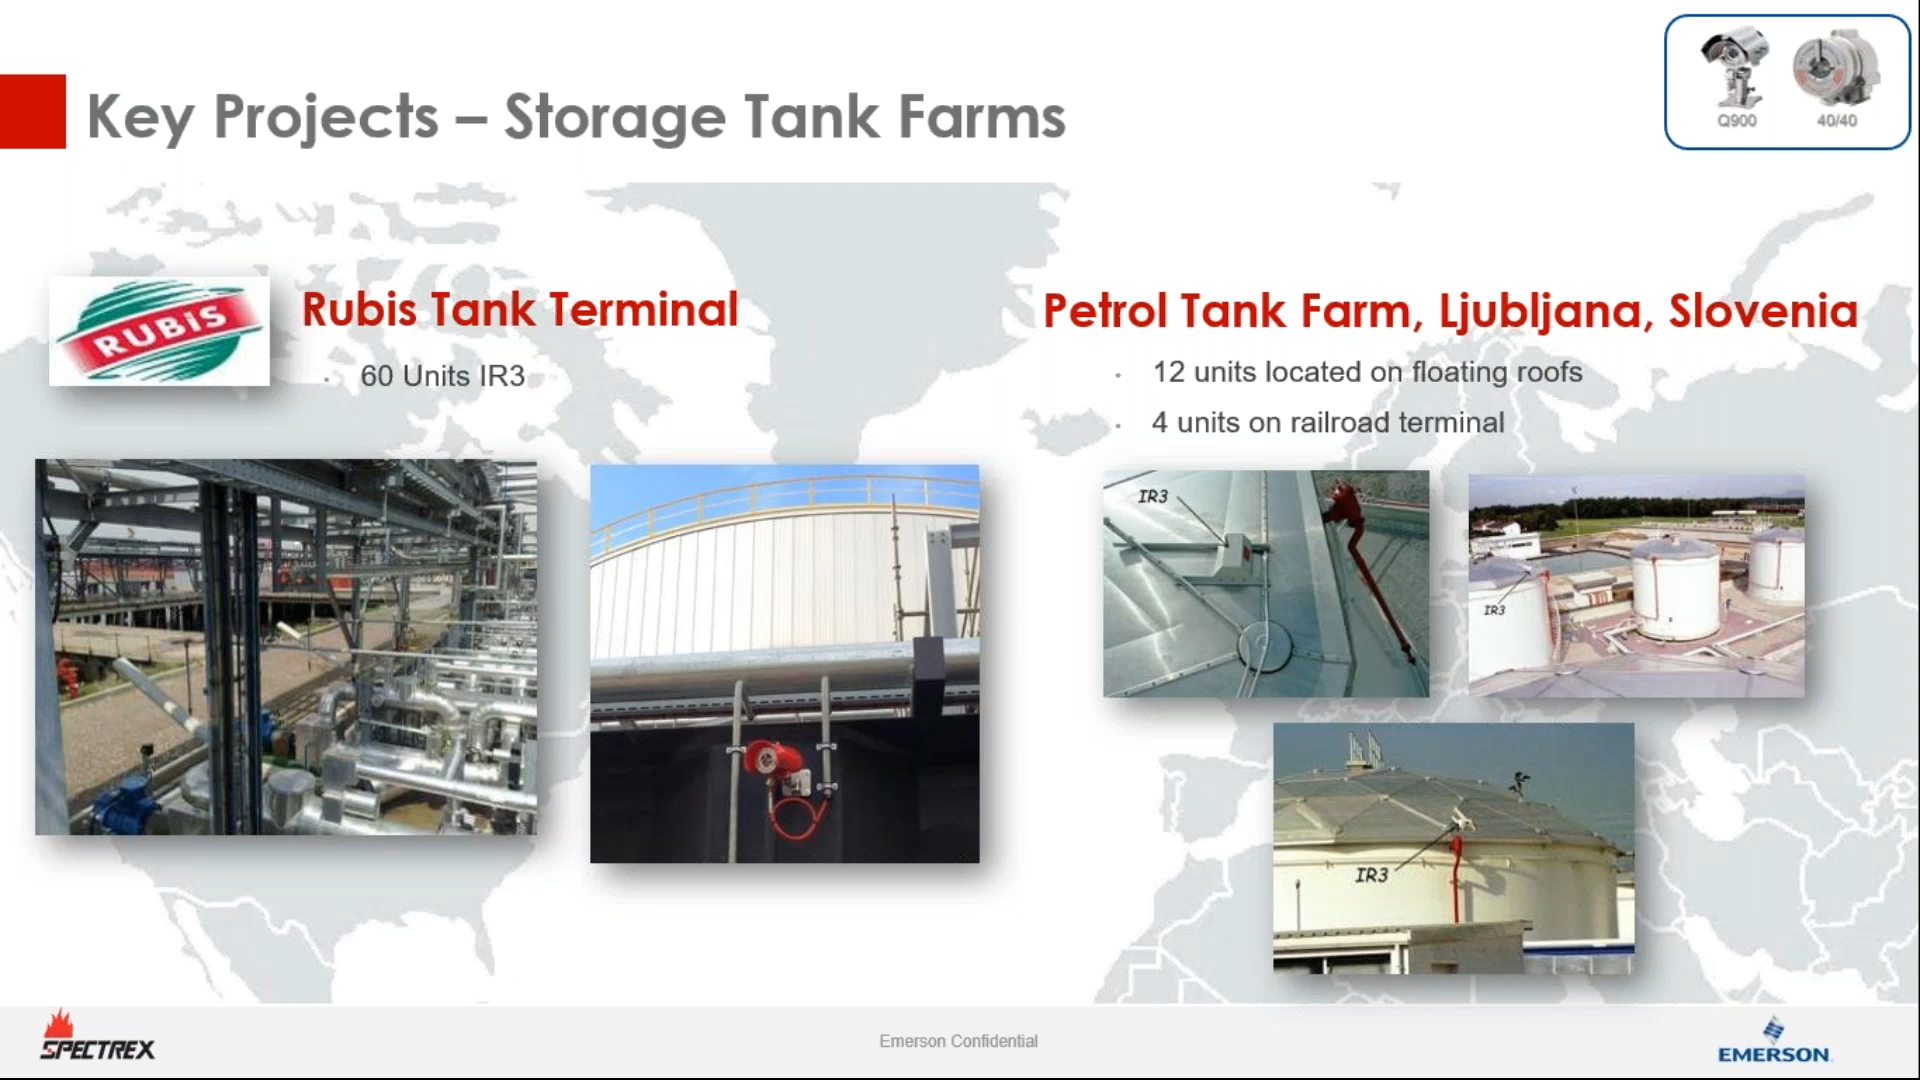 Q900
40/40
Key Projects – Storage Tank Farms
RUBiS
Rubis Tank Terminal
60 Units IR3
Petrol Tank Farm, Ljubljana, Slovenia
12 units located on floating roofs
4 units on railroad terminal
IR3
IR3
IR3
SPECTREX
Emerson Confidential
EMERSON